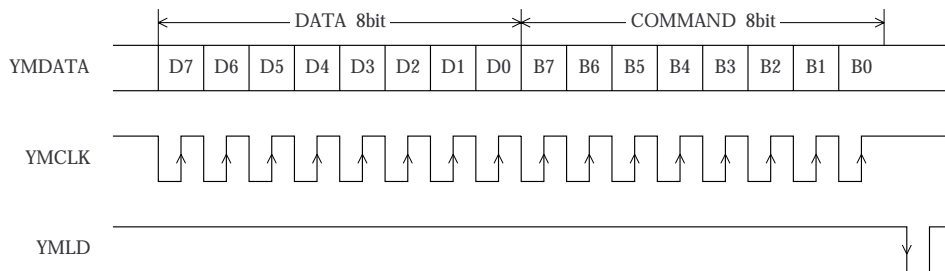 DATA 8bit COMMAND 8bit
YMDATA D7 D6 D5 D4 D3 D2 D1 D0 B7 B6 B5 B4 B3 B2 B1 B0
YMCLK
YMLD